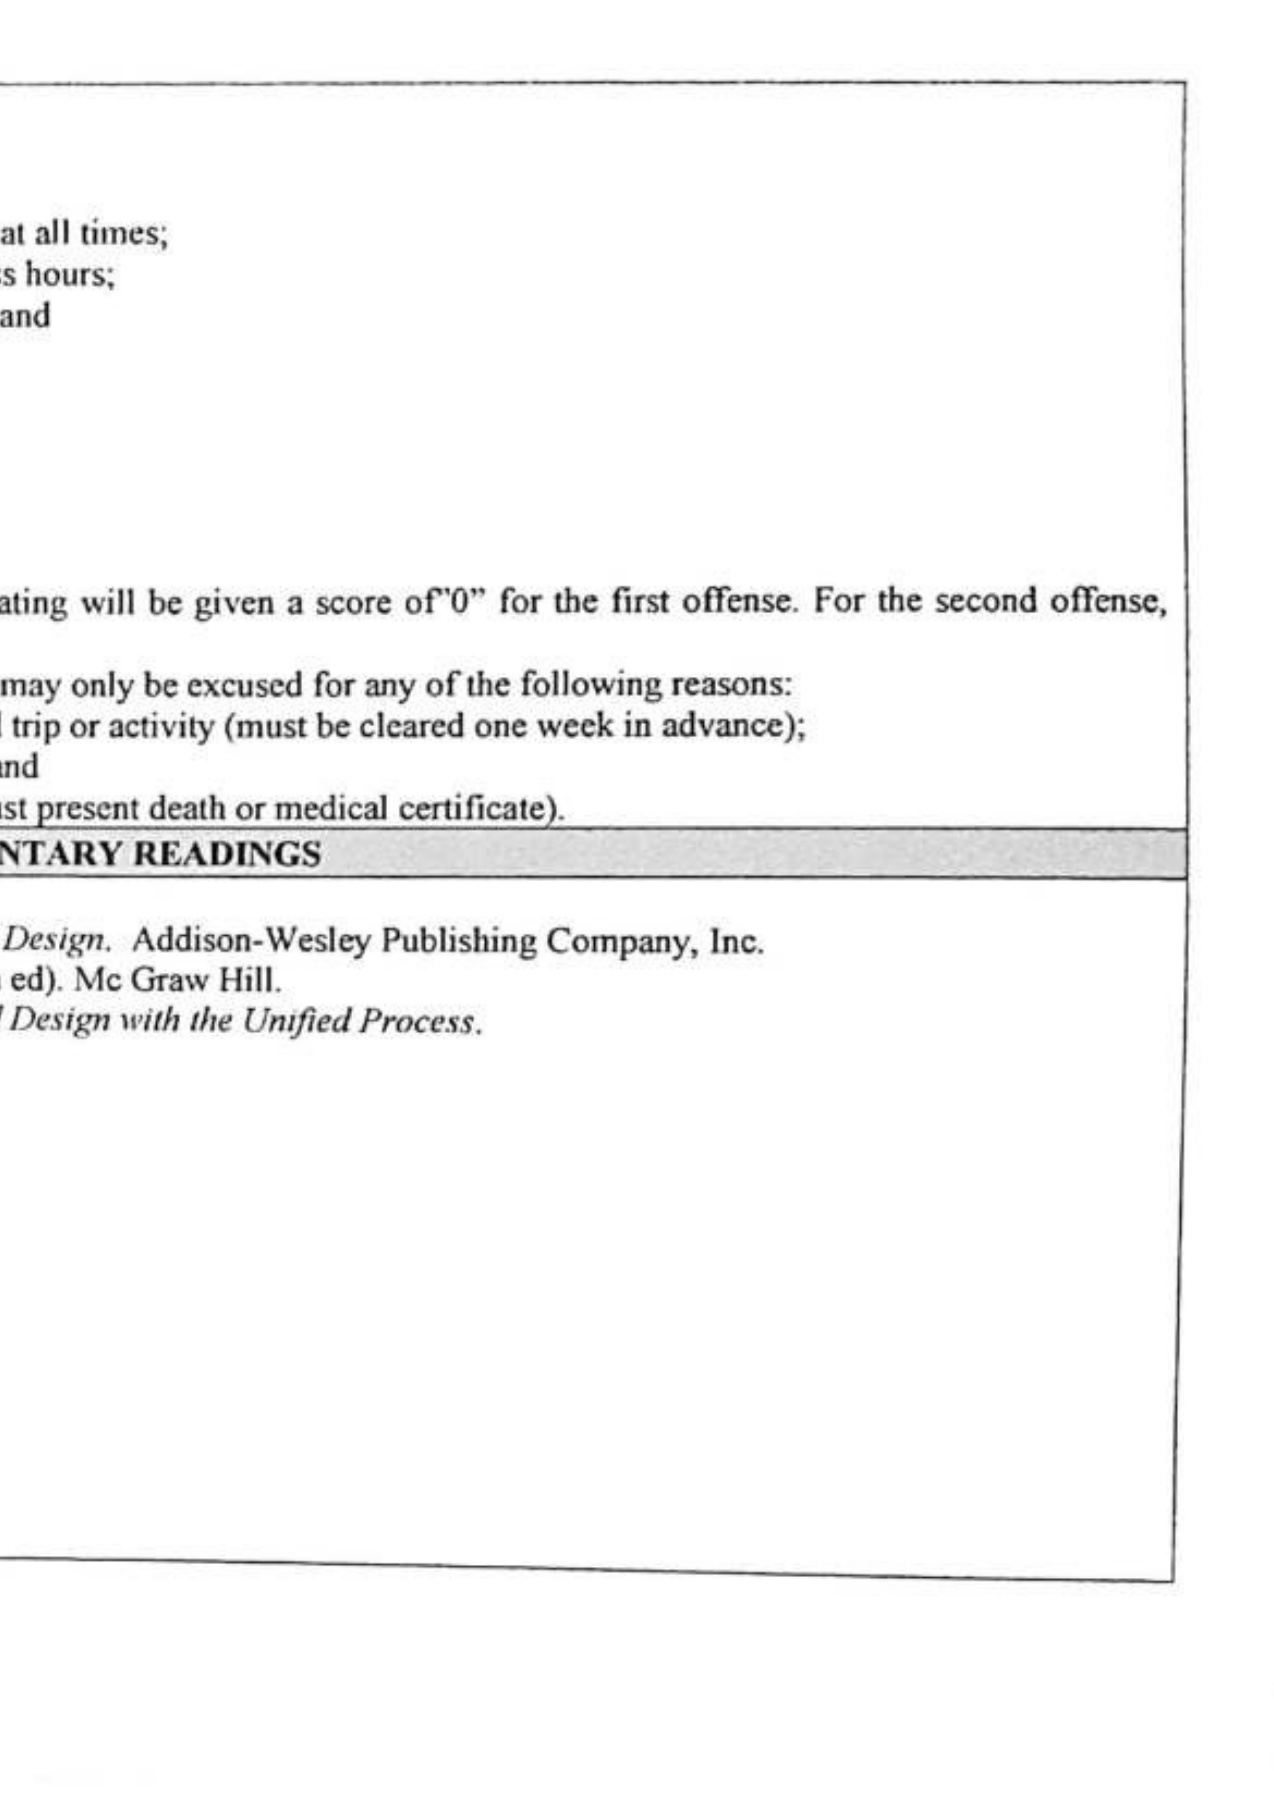 at all times;
s hours;
and
ating will be given a score of"0” for the first offense. For the second offense,
may only be excused for any of the following reasons:
trip or activity (must be cleared one week in advance);
and
ust present death or medical certificate).
NTARY READINGS
Design. Addison-Wesley Publishing Company, Inc.
ed). Mc Graw Hill.
Design with the Unified Process.